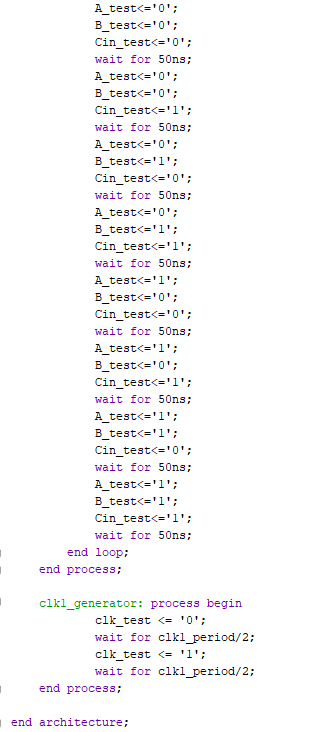 A_test<='0';
B_test<='0';
Cin_test<='0';
wait for 50ns;
A_test<='0';
B_test<='0';
Cin_test<='1';
wait for 50ns;
A_test<='0';
B_test<='1';
Cin_test<='0';
wait for 50ns;
A_test<='0';
B_test<='1';
Cin_test<='1';
wait for 50ns;
A_test<='1';
B_test<='0';
Cin_test<='0';
wait for 50ns;
A_test<='1';
B_test<='0';
Cin_test<='1';
wait for 50ns;
A_test<='1';
B_test<='1';
Cin_test<='0';
wait for 50ns;
A_test<='1';
B_test<='1';
Cin_test<='1';
wait for 50ns;
end loop;
end process;
clk1_generator: process begin
clk_test <= '0';
wait for clk1_period/2;
clk_test <= '1';
wait for clk1_period/2;
end process;
end architecture;